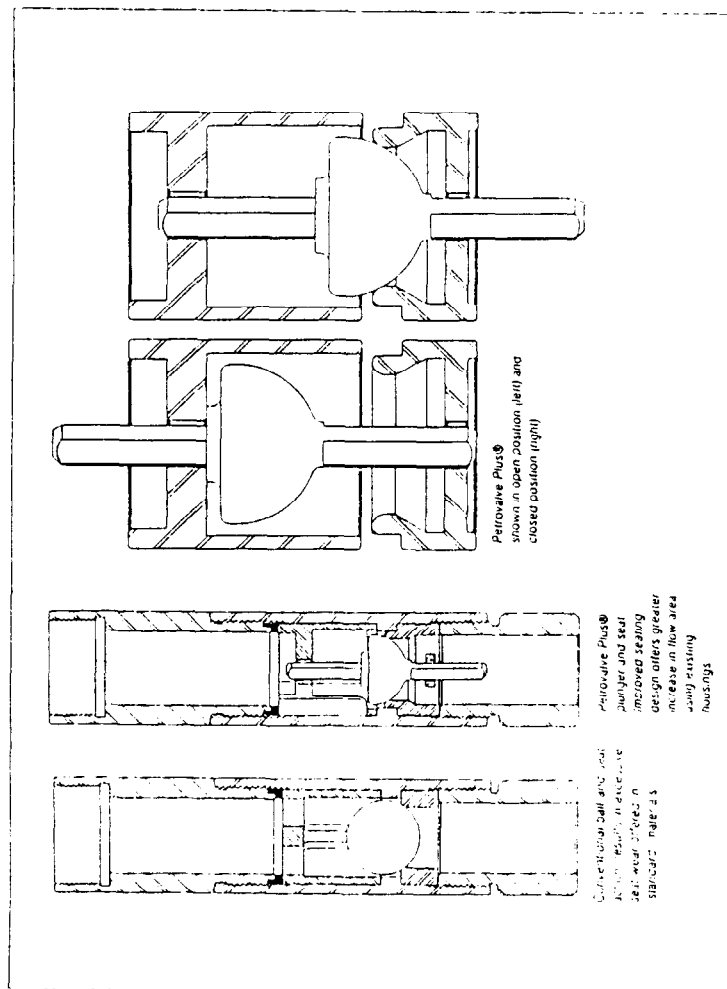 Petrovalve Plus®
shown in open position (left) and
closed position (right)
Petrovalve Plus®
plunger and seat
improved seating
design offers greater
increase in flow area
using existing
housings
Conventional ball and seat
results in excessive
seat wear offered in
standard materials